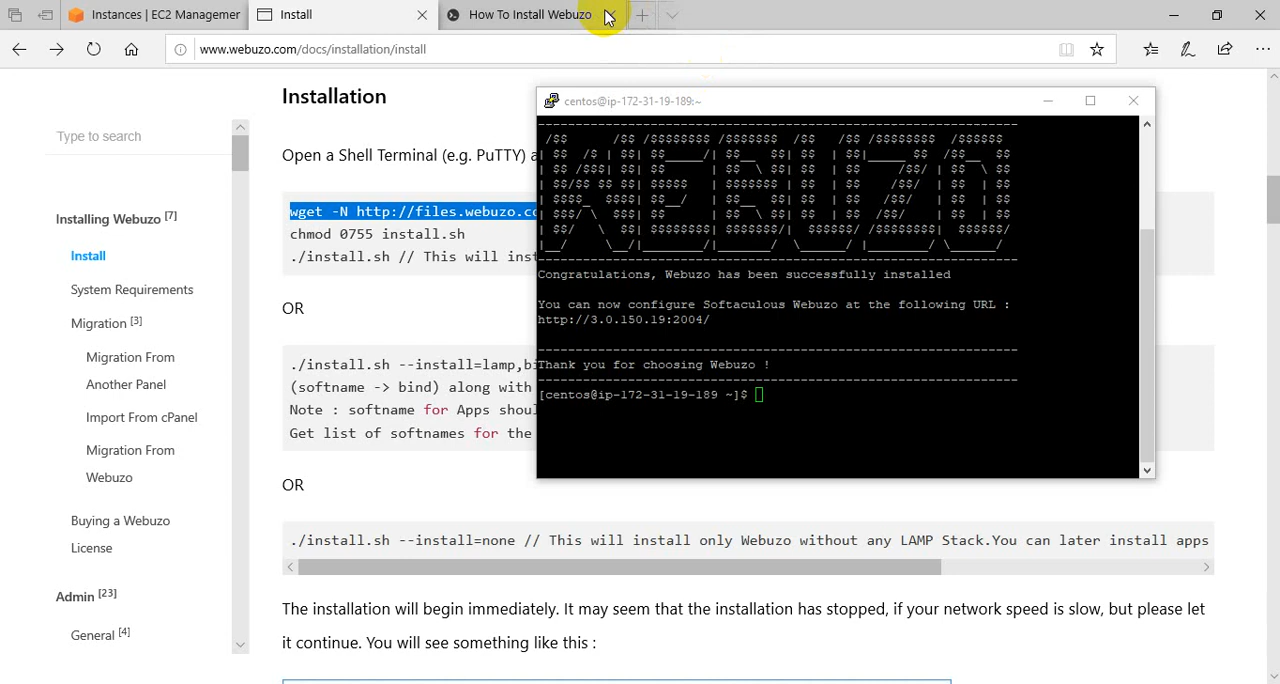 Instances | EC2 Managemer
Install
How To Install Webuzo
www.webuzo.com/docs/installation/install
Type to search
Installing Webuzo [7]
Install
System Requirements
Migration [3]
Migration From
Another Panel
Import From cPanel
Migration From
Webuzo
Buying a Webuzo
License
Admin [23]
General [4]
Installation
Open a Shell Terminal (e.g. PuTTY) a
wget -N http://files.webuzo.co
chmod 0755 install.sh
./install.sh // This will inst
OR
./install.sh --install=lamp,bi
(softname -> bind) along with
Note : softname for Apps shoul
Get list of softnames for the
OR
./install.sh --install=none // This will install only Webuzo without any LAMP Stack.You can later install apps
The installation will begin immediately. It may seem that the installation has stopped, if your network speed is slow, but please let
it continue. You will see something like this :
centos@ip-172-31-19-189:~
Congratulations, Webuzo has been successfully installed
You can now configure Softaculous Webuzo at the following URL :
http://3.0.150.19:2004/
Thank you for choosing Webuzo !
[centos@ip-172-31-19-189 ~]$